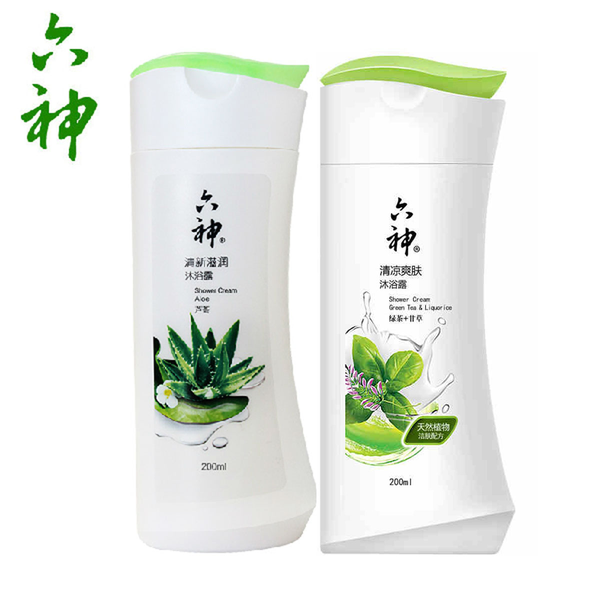 六神
六神®
清新滋润
沐浴露
Shower Cream
Aloe
芦荟
200ml
六神®
清凉爽肤
沐浴露
Shower Cream
Green Tea & Liquorice
绿茶+甘草
天然植物
洁肤配方
200ml